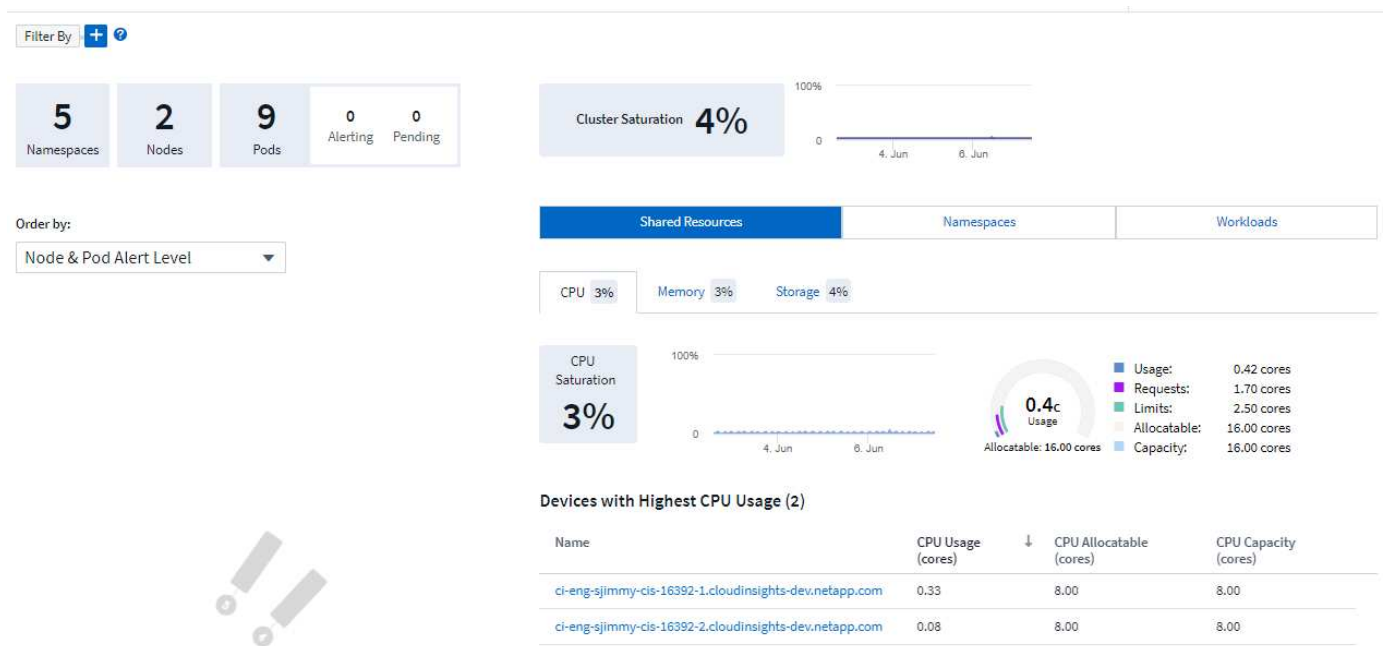 Filter By + ?
5
Namespaces
2
Nodes
9
Pods
0
Alerting
0
Pending
Cluster Saturation 4%
100%
0
4. Jun 6. Jun
Order by:
Node & Pod Alert Level
Shared Resources Namespaces Workloads
CPU 3% Memory 3% Storage 4%
CPU
Saturation
3%
100%
0
4. Jun 6. Jun
0.4c
Usage
Allocatable: 16.00 cores
Usage: 0.42 cores
Requests: 1.70 cores
Limits: 2.50 cores
Allocatable: 16.00 cores
Capacity: 16.00 cores
Devices with Highest CPU Usage (2)
Name CPU Usage (cores) ↓ CPU Allocatable (cores) CPU Capacity (cores)
ci-eng-sjimmy-cis-16392-1.cloudinsights-dev.netapp.com 0.33 8.00 8.00
ci-eng-sjimmy-cis-16392-2.cloudinsights-dev.netapp.com 0.08 8.00 8.00